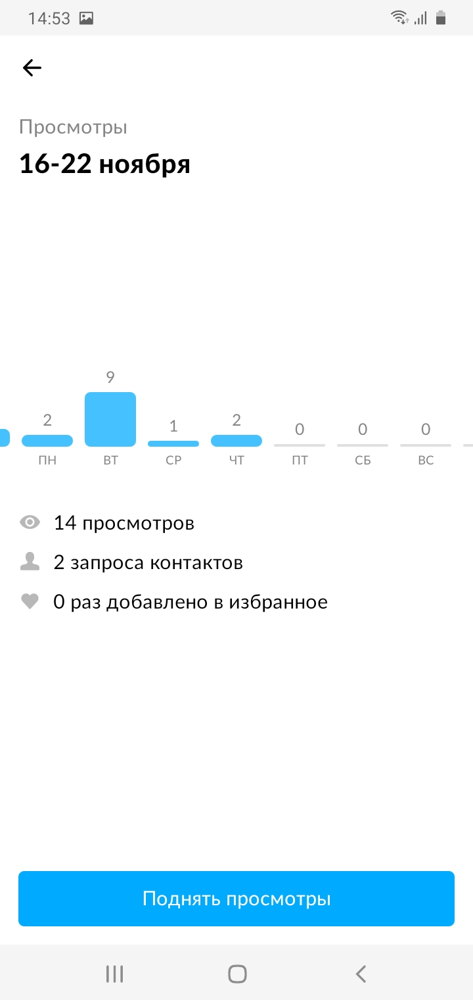 14:53
Просмотры
16-22 ноября
2 9 1 2 0 0 0
ПН ВТ СР ЧТ ПТ СБ ВС
14 просмотров
2 запроса контактов
0 раз добавлено в избранное
Поднять просмотры